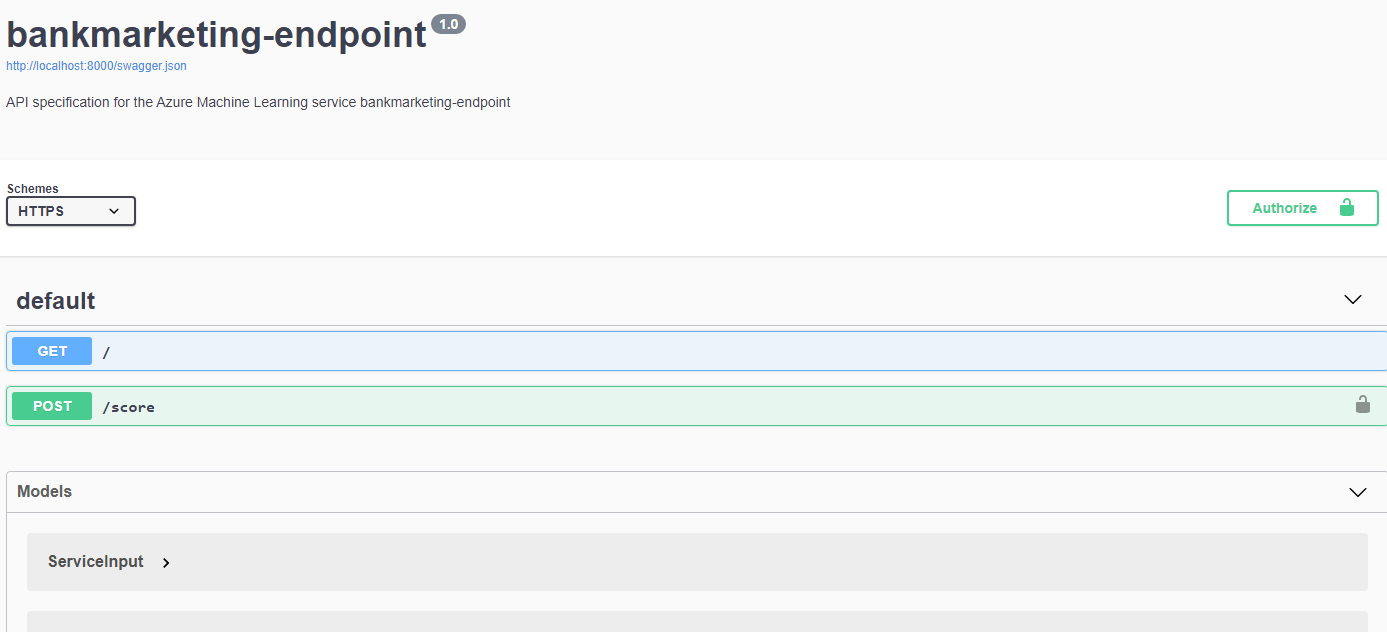 bankmarketing-endpoint 1.0
http://localhost:8000/swagger.json
API specification for the Azure Machine Learning service bankmarketing-endpoint
Schemes
HTTPS
Authorize
default
GET /
POST /score
Models
ServiceInput